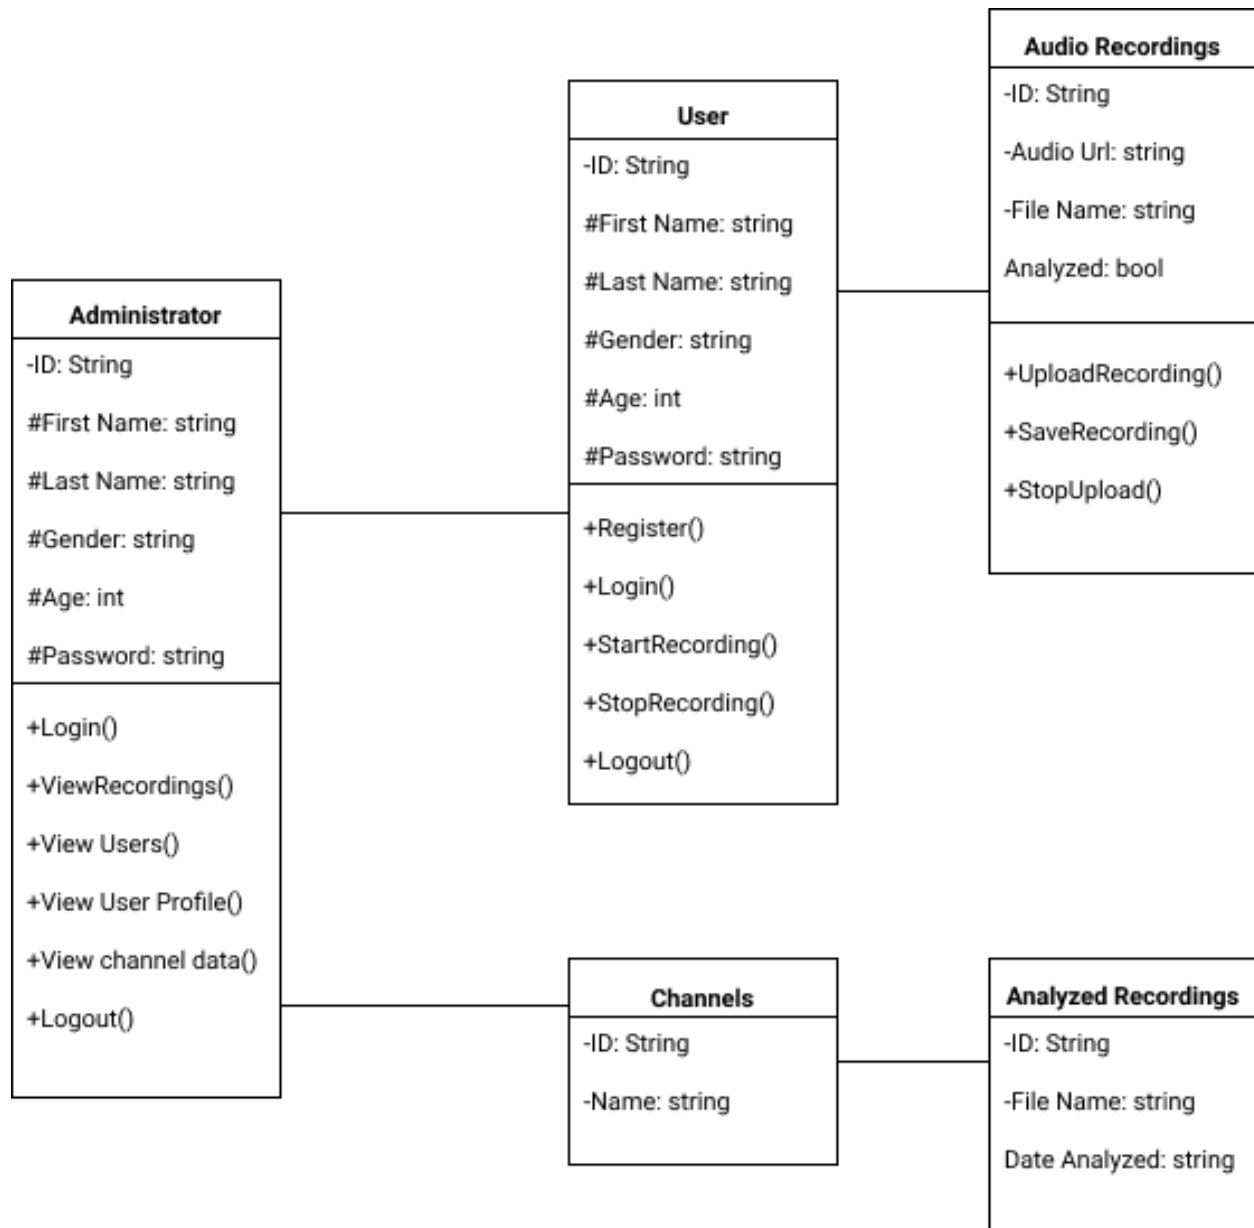 Audio Recordings
-ID: String
-Audio Url: string
-File Name: string
Analyzed: bool
+UploadRecording()
+SaveRecording()
+StopUpload()
User
-ID: String
#First Name: string
#Last Name: string
#Gender: string
#Age: int
#Password: string
+Register()
+Login()
+StartRecording()
+StopRecording()
+Logout()
Administrator
-ID: String
#First Name: string
#Last Name: string
#Gender: string
#Age: int
#Password: string
+Login()
+ViewRecordings()
+View Users()
+View User Profile()
+View channel data()
+Logout()
Channels
-ID: String
-Name: string
Analyzed Recordings
-ID: String
-File Name: string
Date Analyzed: string